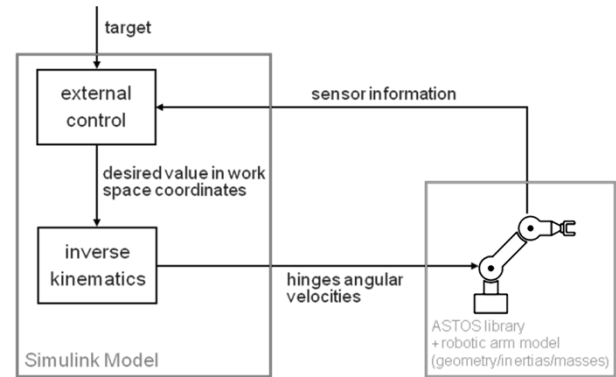 target
external
control
sensor information
desired value in work
space coordinates
inverse
kinematics
hinges angular
velocities
ASTOS library
+ robotic arm model
(geometry/inertias/masses)
Simulink Model